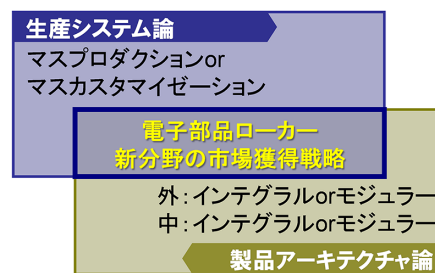 生産システム論
マスプロダクションor
マスカスタマイゼーション
電子部品ローカー
新分野の市場獲得戦略
外：インテグラルorモジュラー
中：インテグラルorモジュラー
製品アーキテクチャ論